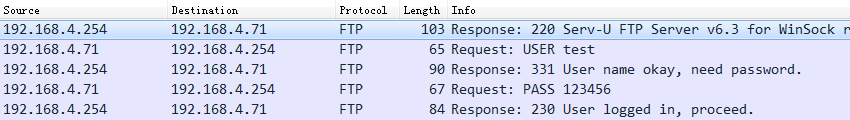 Source Destination Protocol Length Info
192.168.4.254 192.168.4.71 FTP 103 Response: 220 Serv-U FTP Server v6.3 for WinSock r
192.168.4.71 192.168.4.254 FTP 65 Request: USER test
192.168.4.254 192.168.4.71 FTP 90 Response: 331 User name okay, need password.
192.168.4.71 192.168.4.254 FTP 67 Request: PASS 123456
192.168.4.254 192.168.4.71 FTP 84 Response: 230 User logged in, proceed.